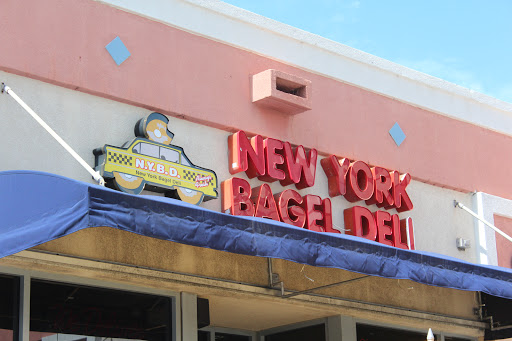 N.Y.B.D.
New York Bagel Deli
NEW YORK
BAGEL DELI